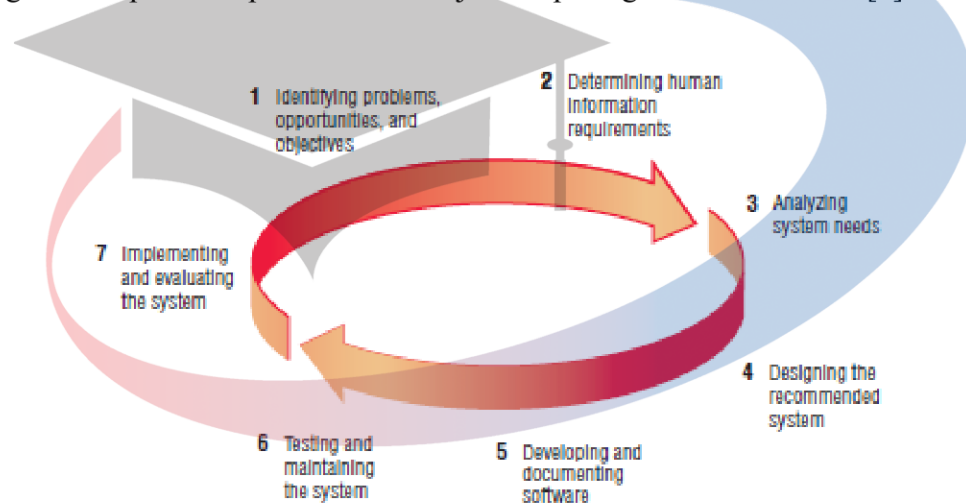 1 Identifying problems,
opportunities, and
objectives
2 Determining human
information
requirements
3 Analyzing
system needs
4 Designing the
recommended
system
5 Developing and
documenting
software
6 Testing and
maintaining
the system
7 Implementing
and evaluating
the system